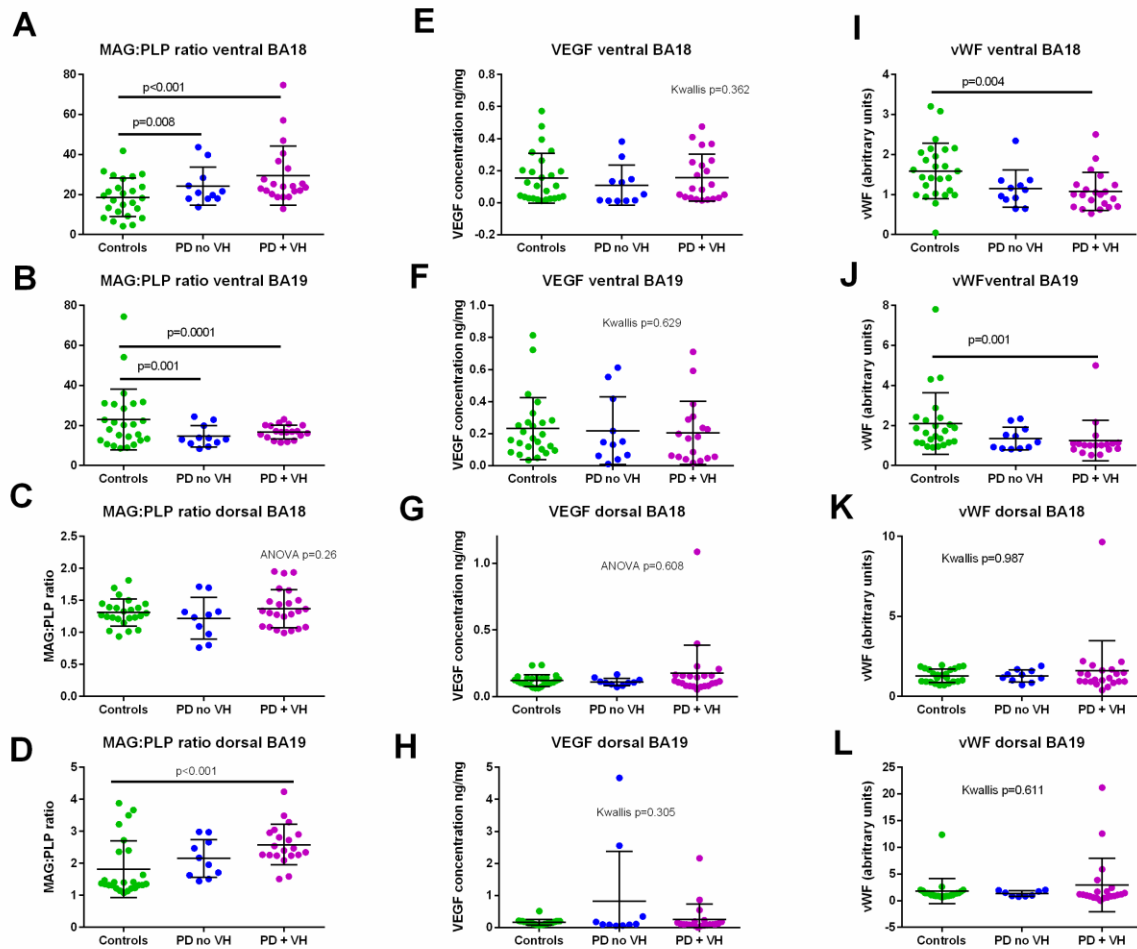 A
MAG:PLP ratio ventral BA18
80
60
40
20
0
p<0.001
p=0.008
Controls
PD no VH
PD + VH
B
MAG:PLP ratio ventral BA19
80
60
40
20
0
p=0.0001
p=0.001
Controls
PD no VH
PD + VH
C
MAG:PLP ratio dorsal BA18
MAG:PLP ratio
2.5
2.0
1.5
1.0
0.5
0.0
ANOVA p=0.26
Controls
PD no VH
PD + VH
D
MAG:PLP ratio dorsal BA19
MAG:PLP ratio
5
4
3
2
1
0
p<0.001
Controls
PD no VH
PD + VH
E
VEGF ventral BA18
VEGF concentration ng/mg
0.8
0.6
0.4
0.2
0.0
-0.2
Kwallis p=0.362
Controls
PD no VH
PD + VH
F
VEGF ventral BA19
VEGF concentration ng/mg
1.0
0.8
0.6
0.4
0.2
0.0
Kwallis p=0.629
Controls
PD no VH
PD + VH
G
VEGF dorsal BA18
VEGF concentration ng/mg
1.0
0.5
0.0
ANOVA p=0.608
Controls
PD no VH
PD + VH
H
VEGF dorsal BA19
VEGF concentration ng/mg
5
4
3
2
1
0
Kwallis p=0.305
Controls
PD no VH
PD + VH
I
vWF ventral BA18
vWF (abritrary units)
4
3
2
1
0
p=0.004
Controls
PD no VH
PD + VH
J
vWFventral BA19
vWF (abritrary units)
8
6
4
2
0
p=0.001
Controls
PD no VH
PD + VH
K
vWF dorsal BA18
vWF (abritrary units)
10
5
0
Kwallis p=0.987
Controls
PD no VH
PD + VH
L
vWF dorsal BA19
vWF (abritrary units)
25
20
15
10
5
0
-5
Kwallis p=0.611
Controls
PD no VH
PD + VH